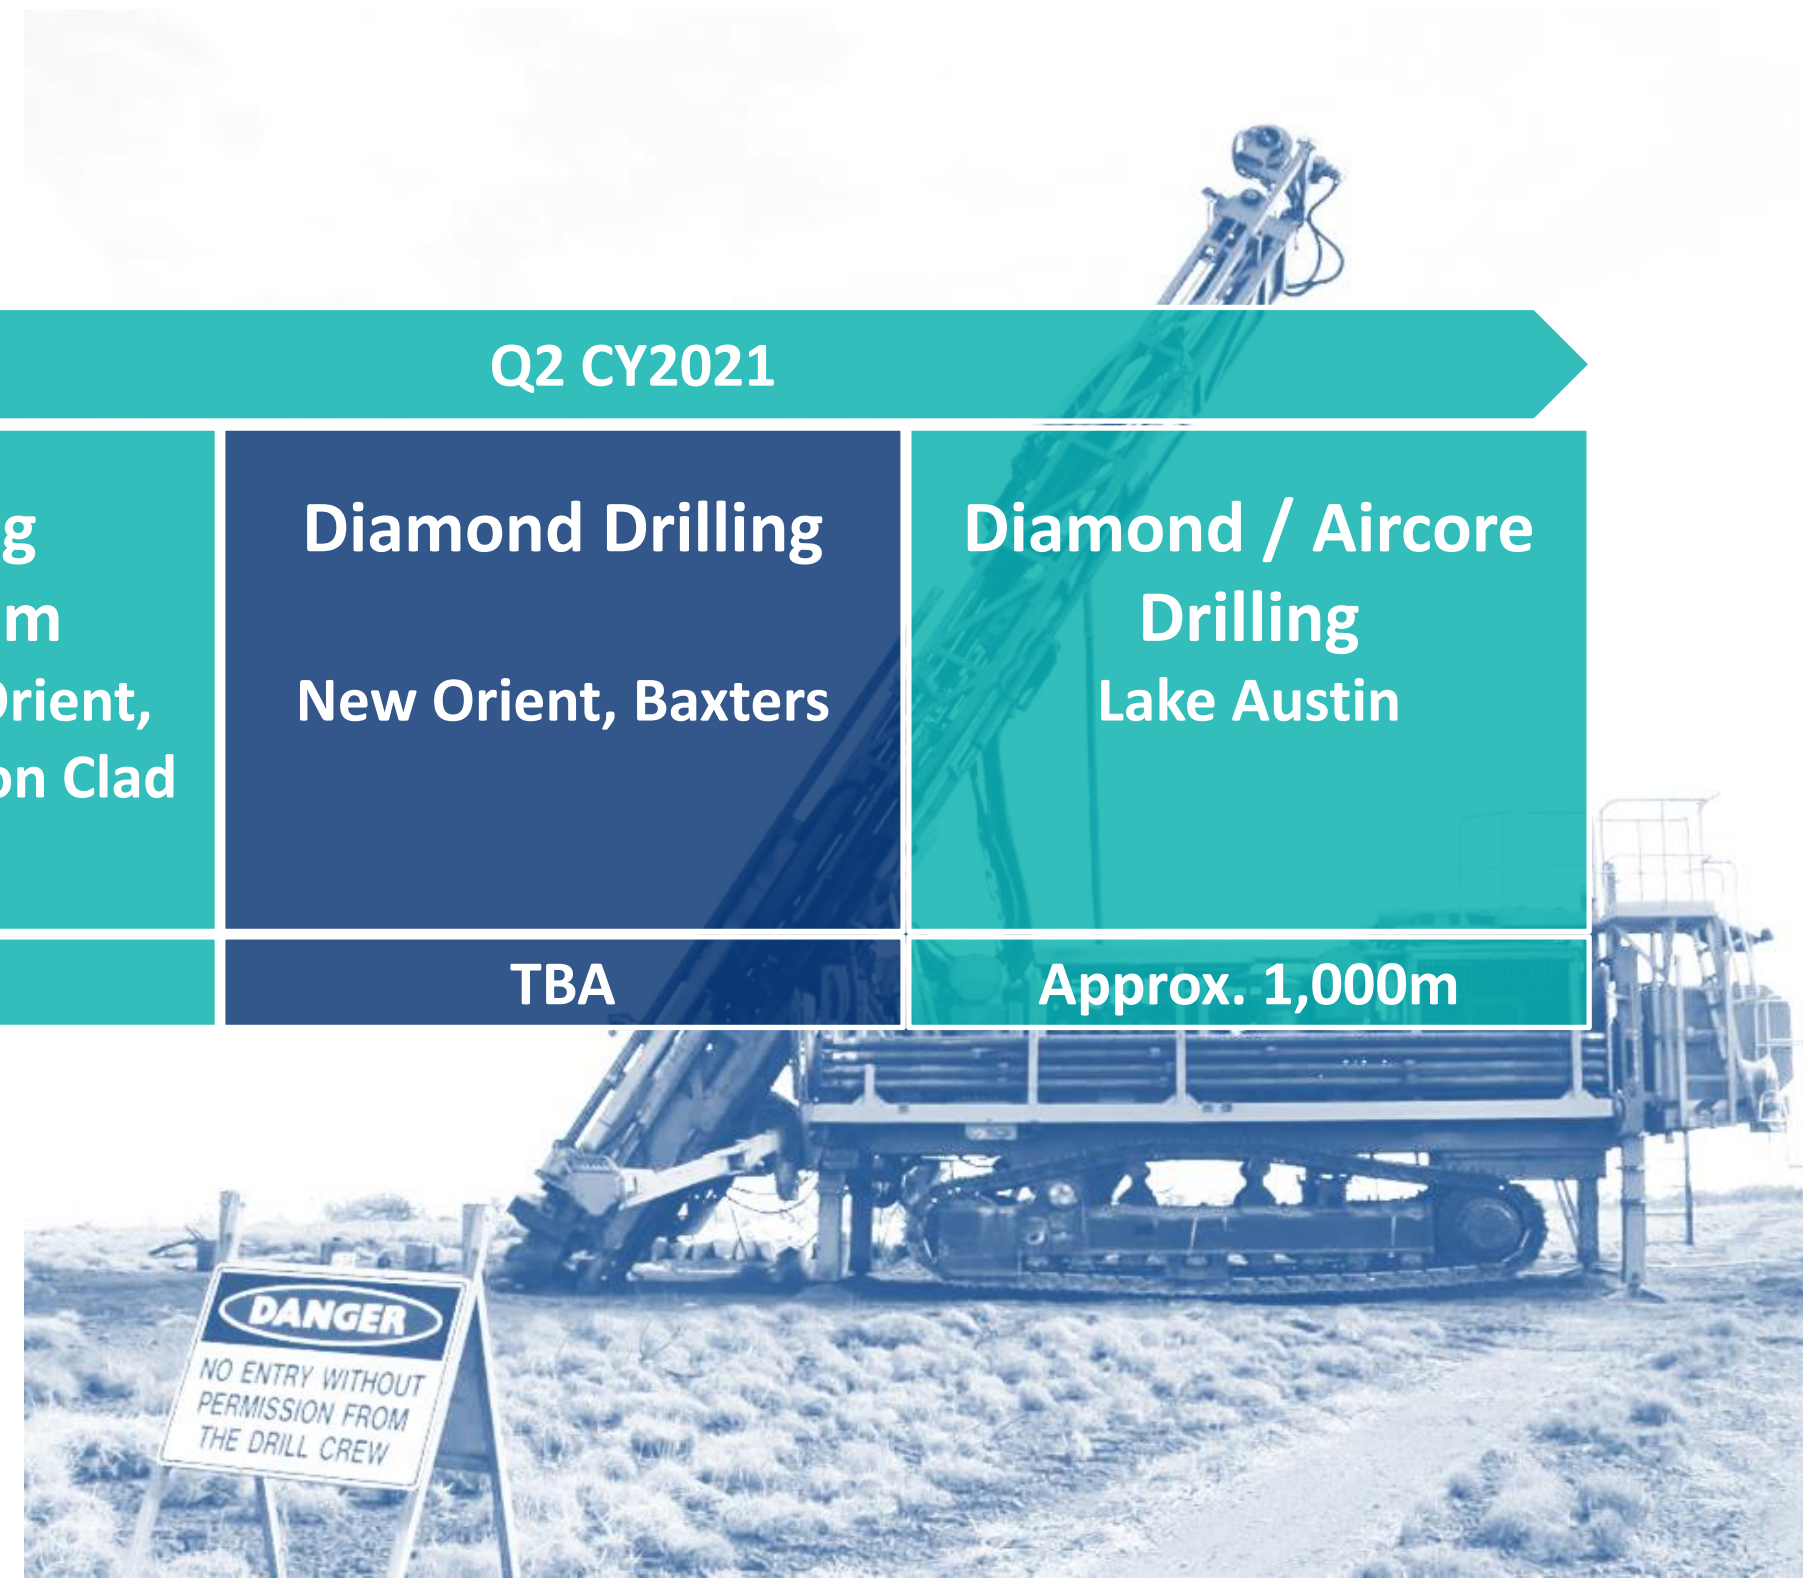 Q2 CY2021
g
m
Orient,
on Clad
Diamond Drilling
New Orient, Baxters
TBA
Diamond / Aircore
Drilling
Lake Austin
Approx. 1,000m
DANGER
NO ENTRY WITHOUT
PERMISSION FROM
THE DRILL CREW